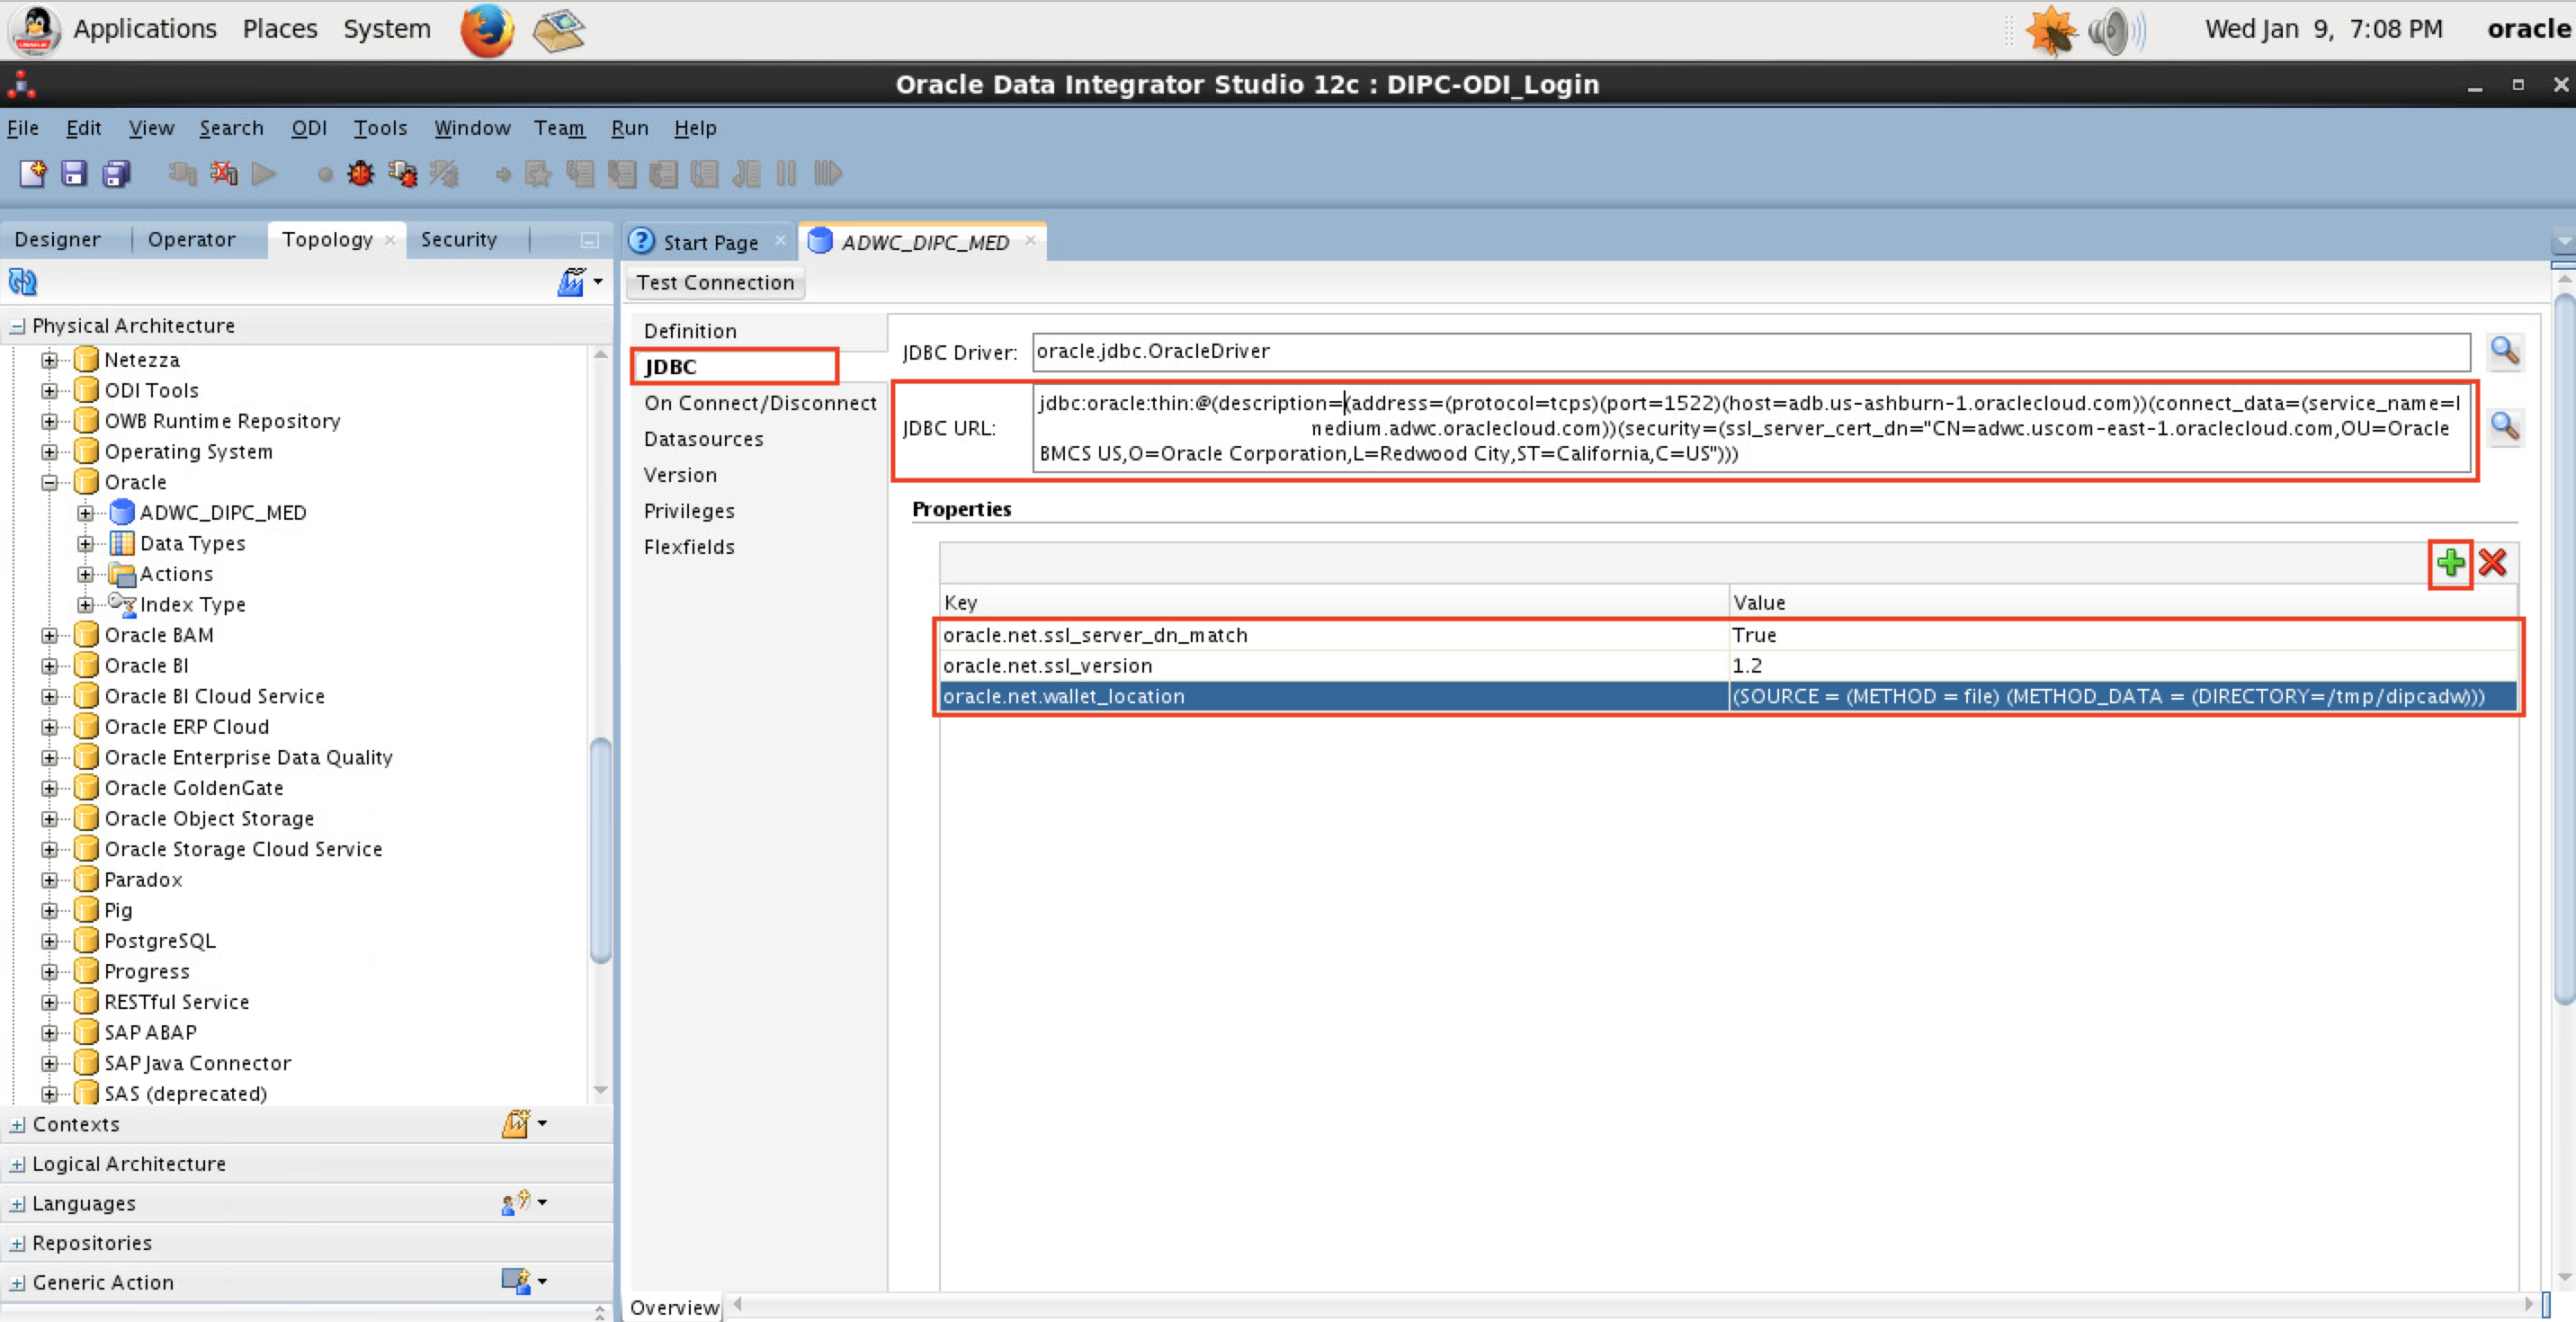 Applications Places System Wed Jan 9, 7:08 PM oracle
Oracle Data Integrator Studio 12c : DIPC-ODI_Login
File Edit View Search ODI Tools Window Team Run Help
Designer Operator Topology Security
Start Page ADWC_DIPC_MED
Test Connection
Physical Architecture
Netezza
ODI Tools
OWB Runtime Repository
Operating System
Oracle
ADWC_DIPC_MED
Data Types
Actions
Index Type
Oracle BAM
Oracle BI
Oracle BI Cloud Service
Oracle ERP Cloud
Oracle Enterprise Data Quality
Oracle GoldenGate
Oracle Object Storage
Oracle Storage Cloud Service
Paradox
Pig
PostgreSQL
Progress
RESTful Service
SAP ABAP
SAP Java Connector
SAS (deprecated)
Contexts
Logical Architecture
Languages
Repositories
Generic Action
Definition
JDBC
On Connect/Disconnect
Datasources
Version
Privileges
Flexfields
JDBC Driver: oracle.jdbc.OracleDriver
JDBC URL:
jdbc:oracle:thin:@(description=(address=(protocol=tcps)(port=1522)(host=adb.us-ashburn-1.oraclecloud.com))(connect_data=(service_name=
medium.adwc.oraclecloud.com))(security=(ssl_server_cert_dn="CN=adwc.uscom-east-1.oraclecloud.com,OU=Oracle
BMCS US,O=Oracle Corporation,L=Redwood City,ST=California,C=US")))
Properties
Key Value
oracle.net.ssl_server_dn_match True
oracle.net.ssl_version 1.2
oracle.net.wallet_location (SOURCE = (METHOD = file) (METHOD_DATA = (DIRECTORY=/tmp/dipcadw)))
Overview